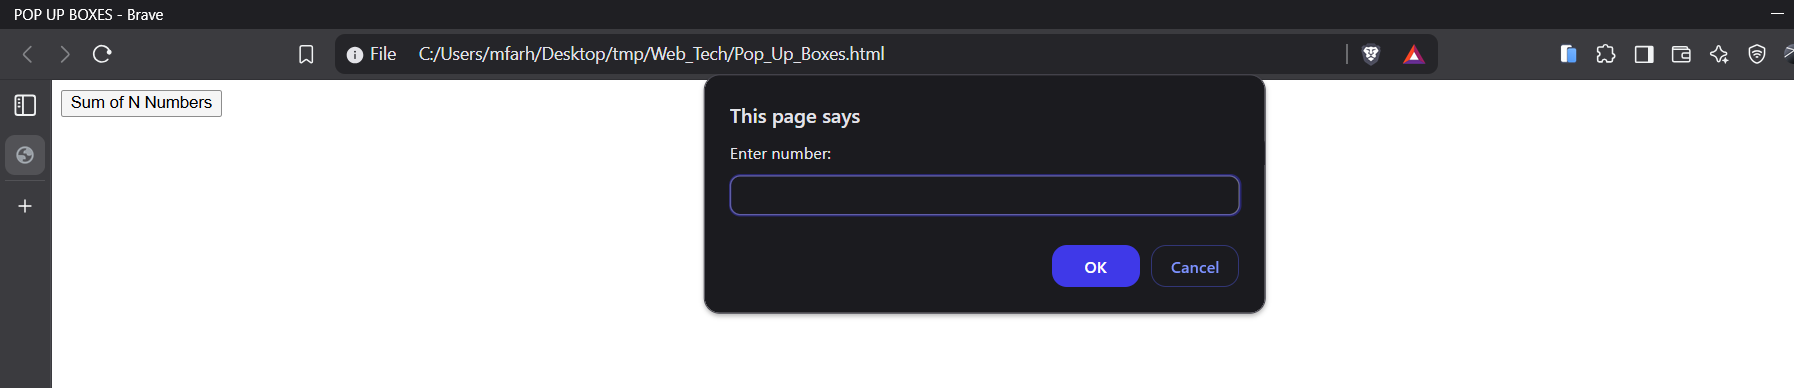 POP UP BOXES - Brave
File C:/Users/mfarh/Desktop/tmp/Web_Tech/Pop_Up_Boxes.html
Sum of N Numbers
This page says
Enter number:
OK Cancel